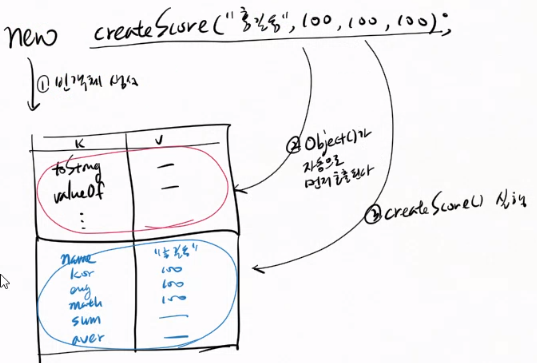 new createScore("홍길동", 100, 100, 100);
① 빈객체 생성
② Object()가
자동으로
먼저 호출된다
③ createScore() 실행
K V
toString —
valueOf —
⋮
name "홍길동"
kor 100
eng 100
math 100
sum —
aver —